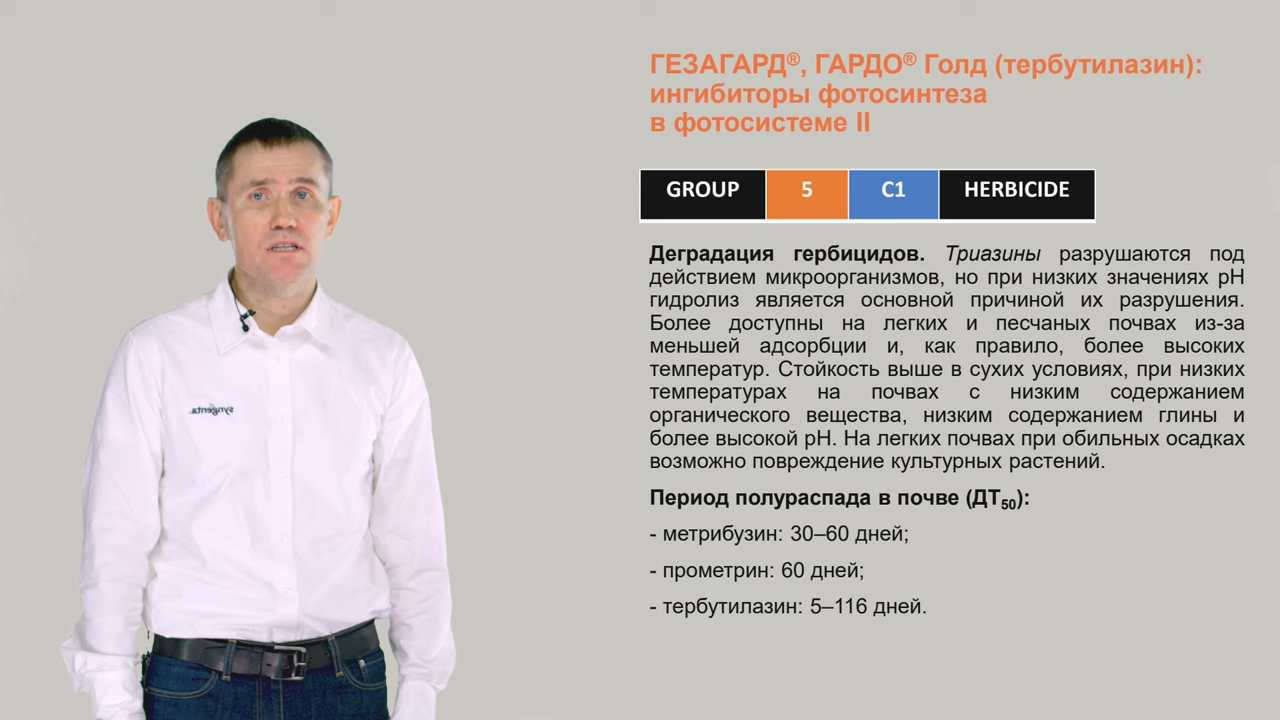 ГЕЗАГАРД®, ГАРДО® Голд (тербутилазин):
ингибиторы фотосинтеза
в фотосистеме II
GROUP 5 C1 HERBICIDE
Деградация гербицидов. Триазины разрушаются под
действием микроорганизмов, но при низких значениях pH
гидролиз является основной причиной их разрушения.
Более доступны на легких и песчаных почвах из-за
меньшей адсорбции и, как правило, более высоких
температур. Стойкость выше в сухих условиях, при низких
температурах на почвах с низким содержанием
органического вещества, низким содержанием глины и
более высокой pH. На легких почвах при обильных осадках
возможно повреждение культурных растений.
Период полураспада в почве (ДТ50):
- метрибузин: 30–60 дней;
- прометрин: 60 дней;
- тербутилазин: 5–116 дней.
syngenta